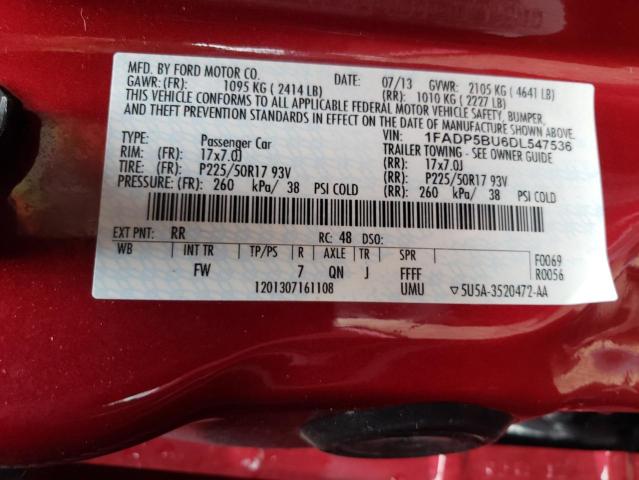 MFD. BY FORD MOTOR CO.
DATE: 07/13 GVWR: 2105 KG ( 4641 LB)
GAWR: (FR): 1095 KG ( 2414 LB) (RR): 1010 KG ( 2227 LB)
THIS VEHICLE CONFORMS TO ALL APPLICABLE FEDERAL MOTOR VEHICLE SAFETY, BUMPER,
AND THEFT PREVENTION STANDARDS IN EFFECT ON THE DATE OF MANUFACTURE SHOWN ABOVE.
VIN: 1FADP5BU6DL547536
TYPE: Passenger Car TRAILER TOWING - SEE OWNER GUIDE
RIM: (FR): 17x7.0J (RR): 17x7.0J
TIRE: (FR): P225/50R17 93V (RR): P225/50R17 93V
PRESSURE: (FR): 260 kPa/ 38 PSI COLD (RR): 260 kPa/ 38 PSI COLD
EXT PNT: RR RC: 48 DSO:
WB INT TR TP/PS R AXLE TR SPR F0069
FW 7 QN J FFFF R0056
1201307161108 UMU ▽5U5A-3520472-AA